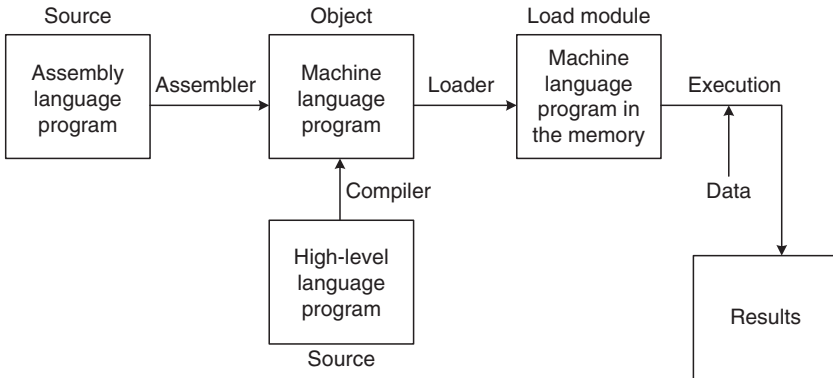 Source
Assembly
language
program
Assembler
Object
Machine
language
program
Loader
Load module
Machine
language
program in
the memory
Execution
Data
Compiler
High-level
language
program
Source
Results